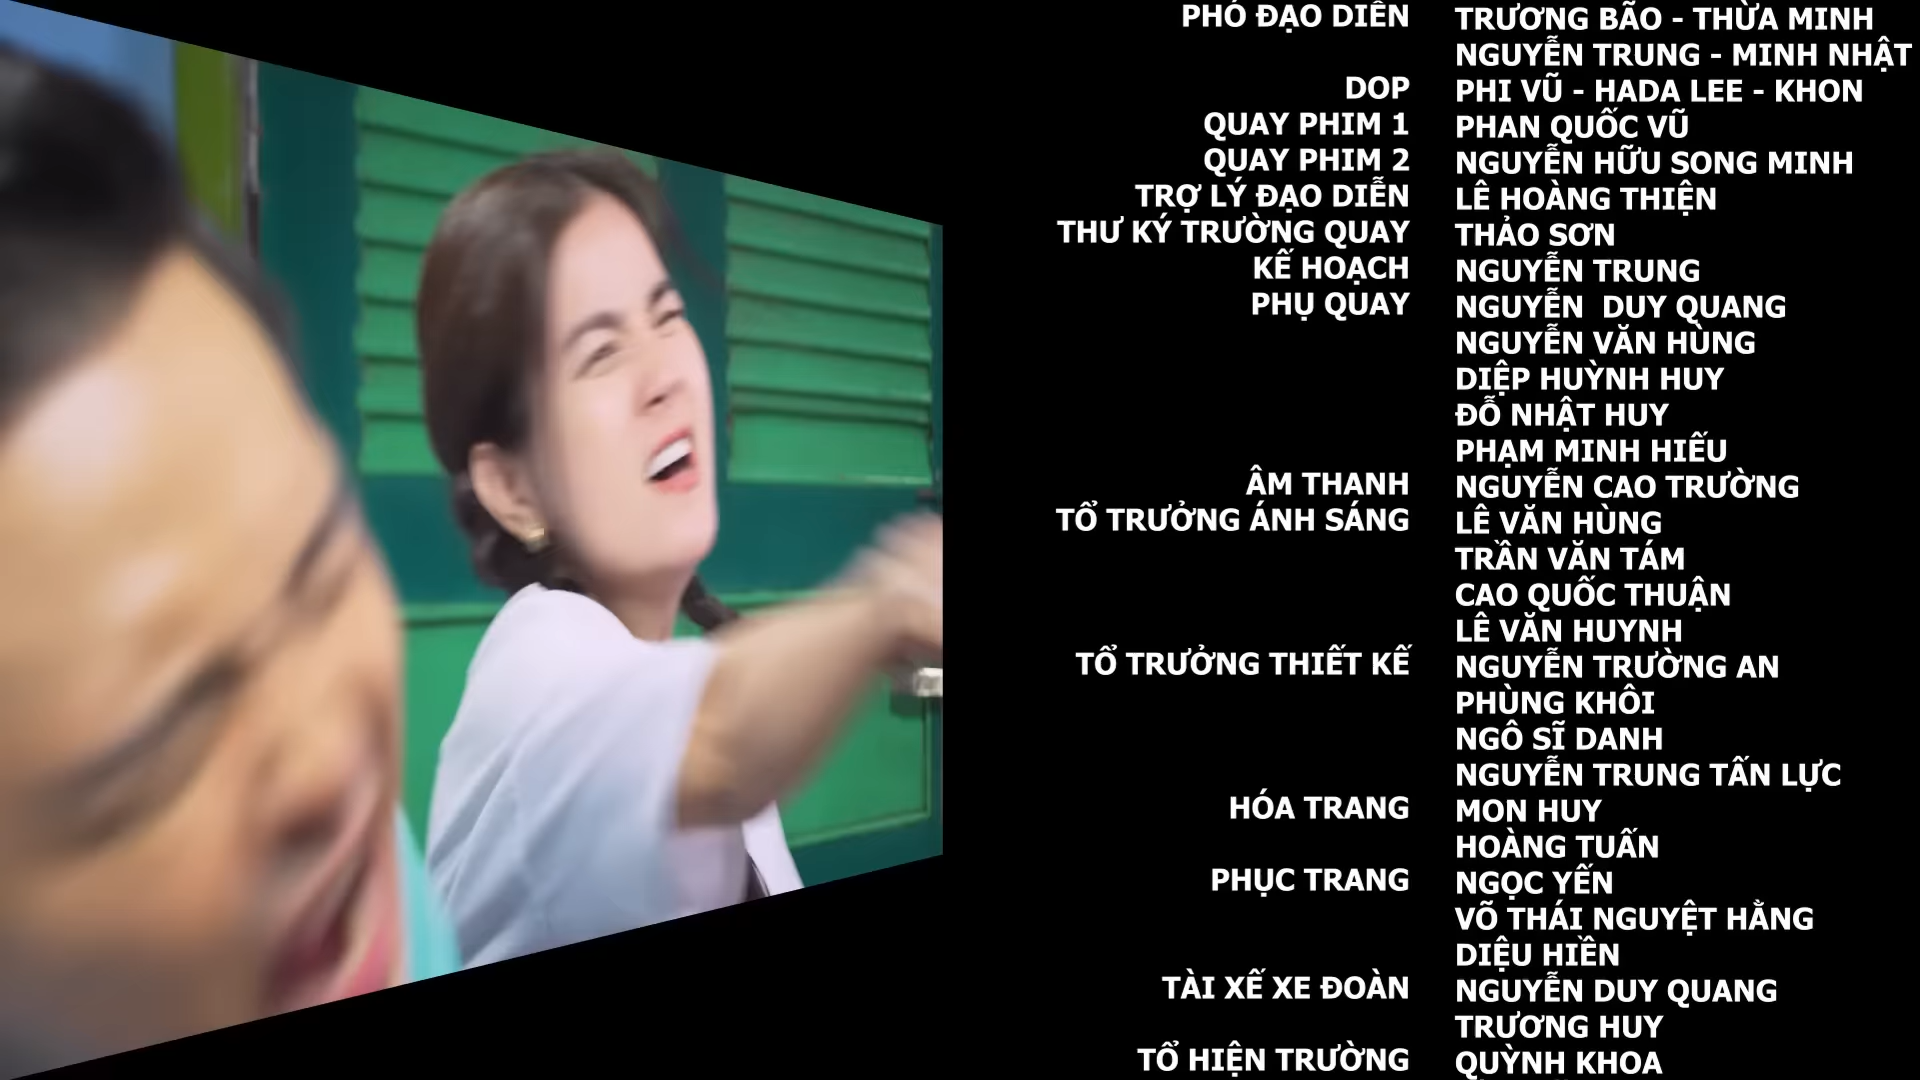 PHÓ ĐẠO DIỄN TRƯƠNG BÃO - THỪA MINH
NGUYỄN TRUNG - MINH NHẬT
DOP PHI VŨ - HADA LEE - KHON
QUAY PHIM 1 PHAN QUỐC VŨ
QUAY PHIM 2 NGUYỄN HỮU SONG MINH
TRỢ LÝ ĐẠO DIỄN LÊ HOÀNG THIỆN
THƯ KÝ TRƯỜNG QUAY THẢO SƠN
KẾ HOẠCH NGUYỄN TRUNG
PHỤ QUAY NGUYỄN  DUY QUANG
NGUYỄN VĂN HÙNG
DIỆP HUỲNH HUY
ĐỖ NHẬT HUY
PHẠM MINH HIẾU
ÂM THANH NGUYỄN CAO TRƯỜNG
TỔ TRƯỞNG ÁNH SÁNG LÊ VĂN HÙNG
TRẦN VĂN TÁM
CAO QUỐC THUẬN
LÊ VĂN HUYNH
TỔ TRƯỞNG THIẾT KẾ NGUYỄN TRƯỜNG AN
PHÙNG KHÔI
NGÔ SĨ DANH
NGUYỄN TRUNG TẤN LỰC
HÓA TRANG MON HUY
HOÀNG TUẤN
PHỤC TRANG NGỌC YẾN
VÕ THÁI NGUYỆT HẰNG
DIỆU HIỀN
TÀI XẾ XE ĐOÀN NGUYỄN DUY QUANG
TRƯƠNG HUY
TỔ HIỆN TRƯỜNG QUỲNH KHOA